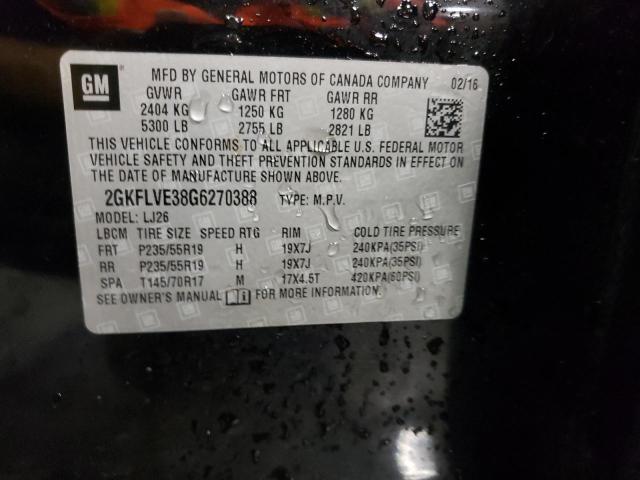 GM
MFD BY GENERAL MOTORS OF CANADA COMPANY 02/16
GVWR GAWR FRT GAWR RR
2404 KG 1250 KG 1280 KG
5300 LB 2755 LB 2821 LB
THIS VEHICLE CONFORMS TO ALL APPLICABLE U.S. FEDERAL MOTOR
VEHICLE SAFETY AND THEFT PREVENTION STANDARDS IN EFFECT ON
THE DATE OF MANUFACTURE SHOWN ABOVE.
2GKFLVE38G6270388 TYPE: M.P.V.
MODEL: LJ26
LBCM TIRE SIZE SPEED RTG RIM COLD TIRE PRESSURE
FRT P235/55R19 H 19X7J 240KPA(35PSI)
RR P235/55R19 H 19X7J 240KPA(35PSI)
SPA T145/70R17 M 17X4.5T 420KPA(60PSI)
SEE OWNER'S MANUAL FOR MORE INFORMATION.